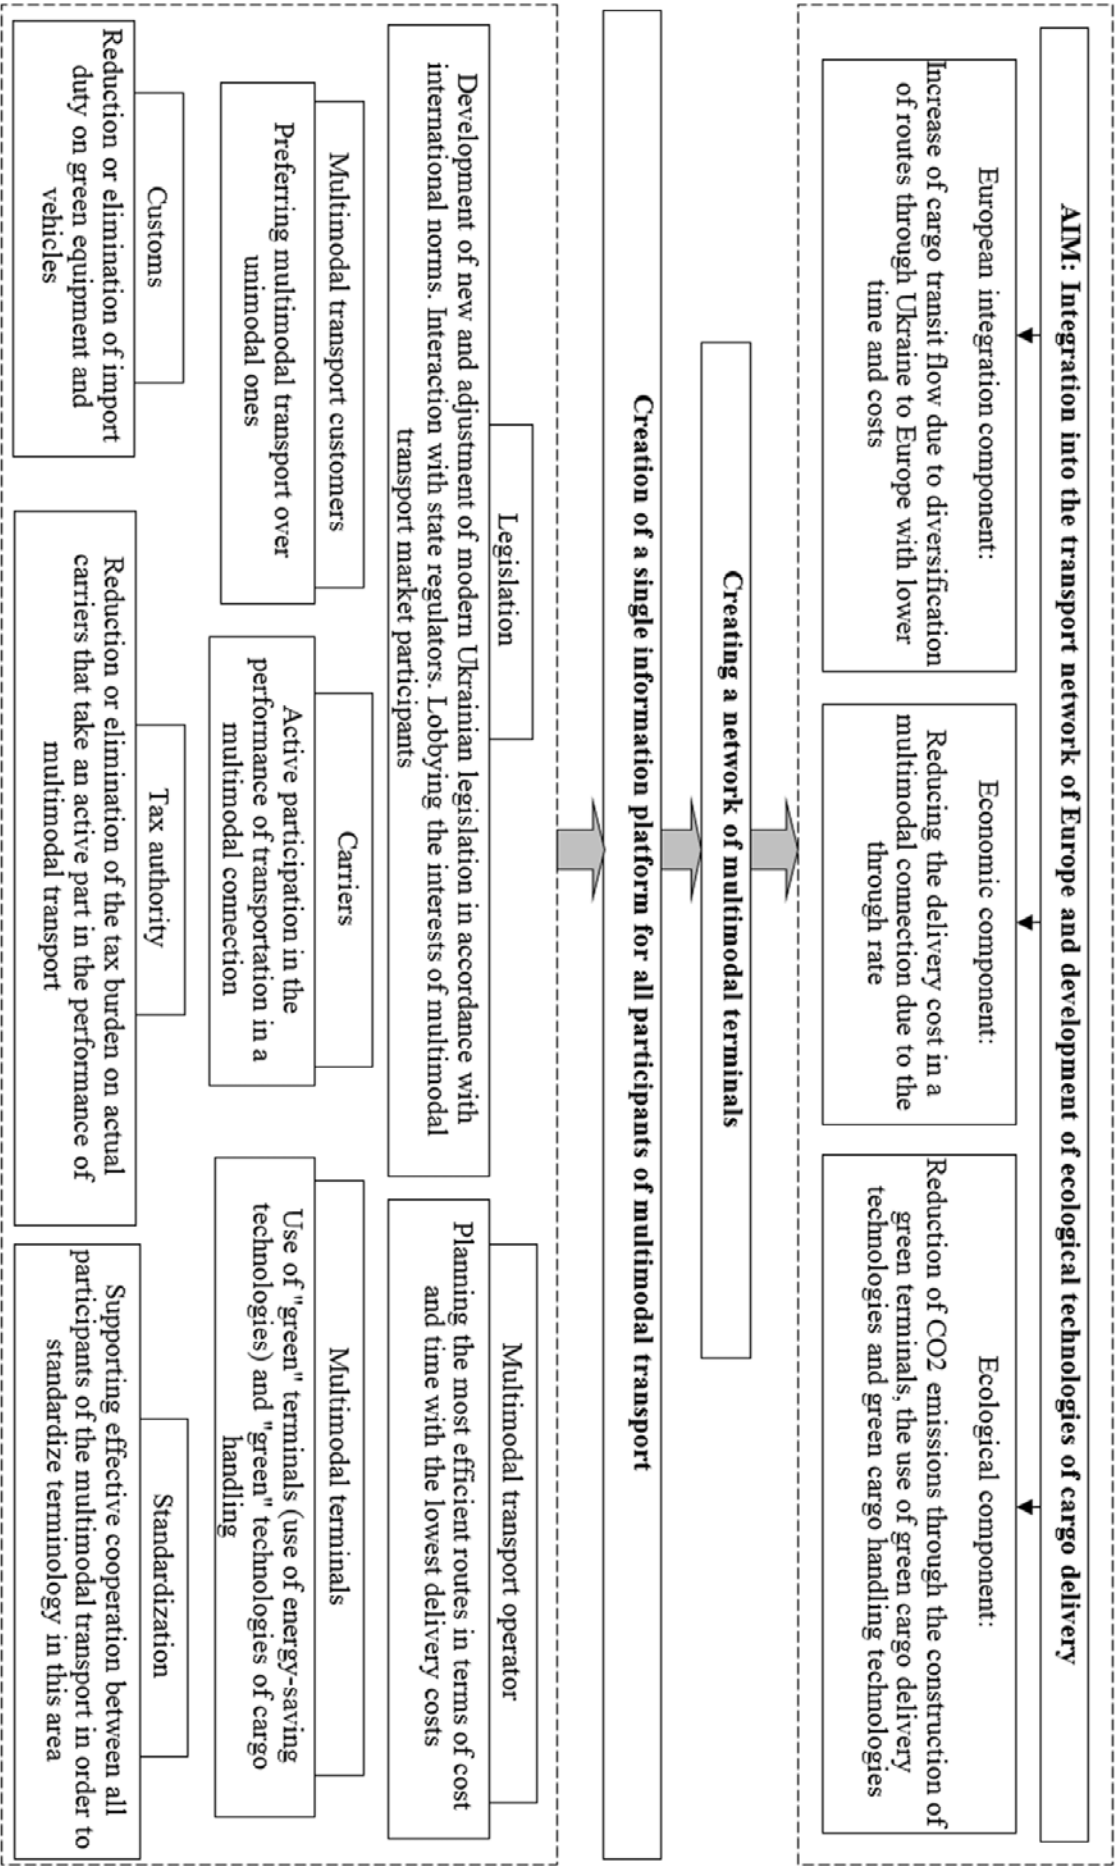 AIM: Integration into the transport network of Europe and development of ecological technologies of cargo delivery
European integration component:
Increase of cargo transit flow due to diversification
of routes through Ukraine to Europe with lower
time and costs
Economic component:
Reducing the delivery cost in a
multimodal connection due to the
through rate
Ecological component:
Reduction of CO2 emissions through the construction of
green terminals, the use of green cargo delivery
technologies and green cargo handling technologies
Creating a network of multimodal terminals
Creation of a single information platform for all participants of multimodal transport
Legislation
Development of new and adjustment of modern Ukrainian legislation in accordance with
international norms. Interaction with state regulators. Lobbying the interests of multimodal
transport market participants
Multimodal transport operator
Planning the most efficient routes in terms of cost
and time with the lowest delivery costs
Multimodal transport customers
Preferring multimodal transport over
unimodal ones
Carriers
Active participation in the
performance of transportation in a
multimodal connection
Multimodal terminals
Use of "green" terminals (use of energy-saving
technologies) and "green" technologies of cargo
handling
Customs
Reduction or elimination of import
duty on green equipment and
vehicles
Tax authority
Reduction or elimination of the tax burden on actual
carriers that take an active part in the performance of
multimodal transport
Standardization
Supporting effective cooperation between all
participants of the multimodal transport in order to
standardize terminology in this area